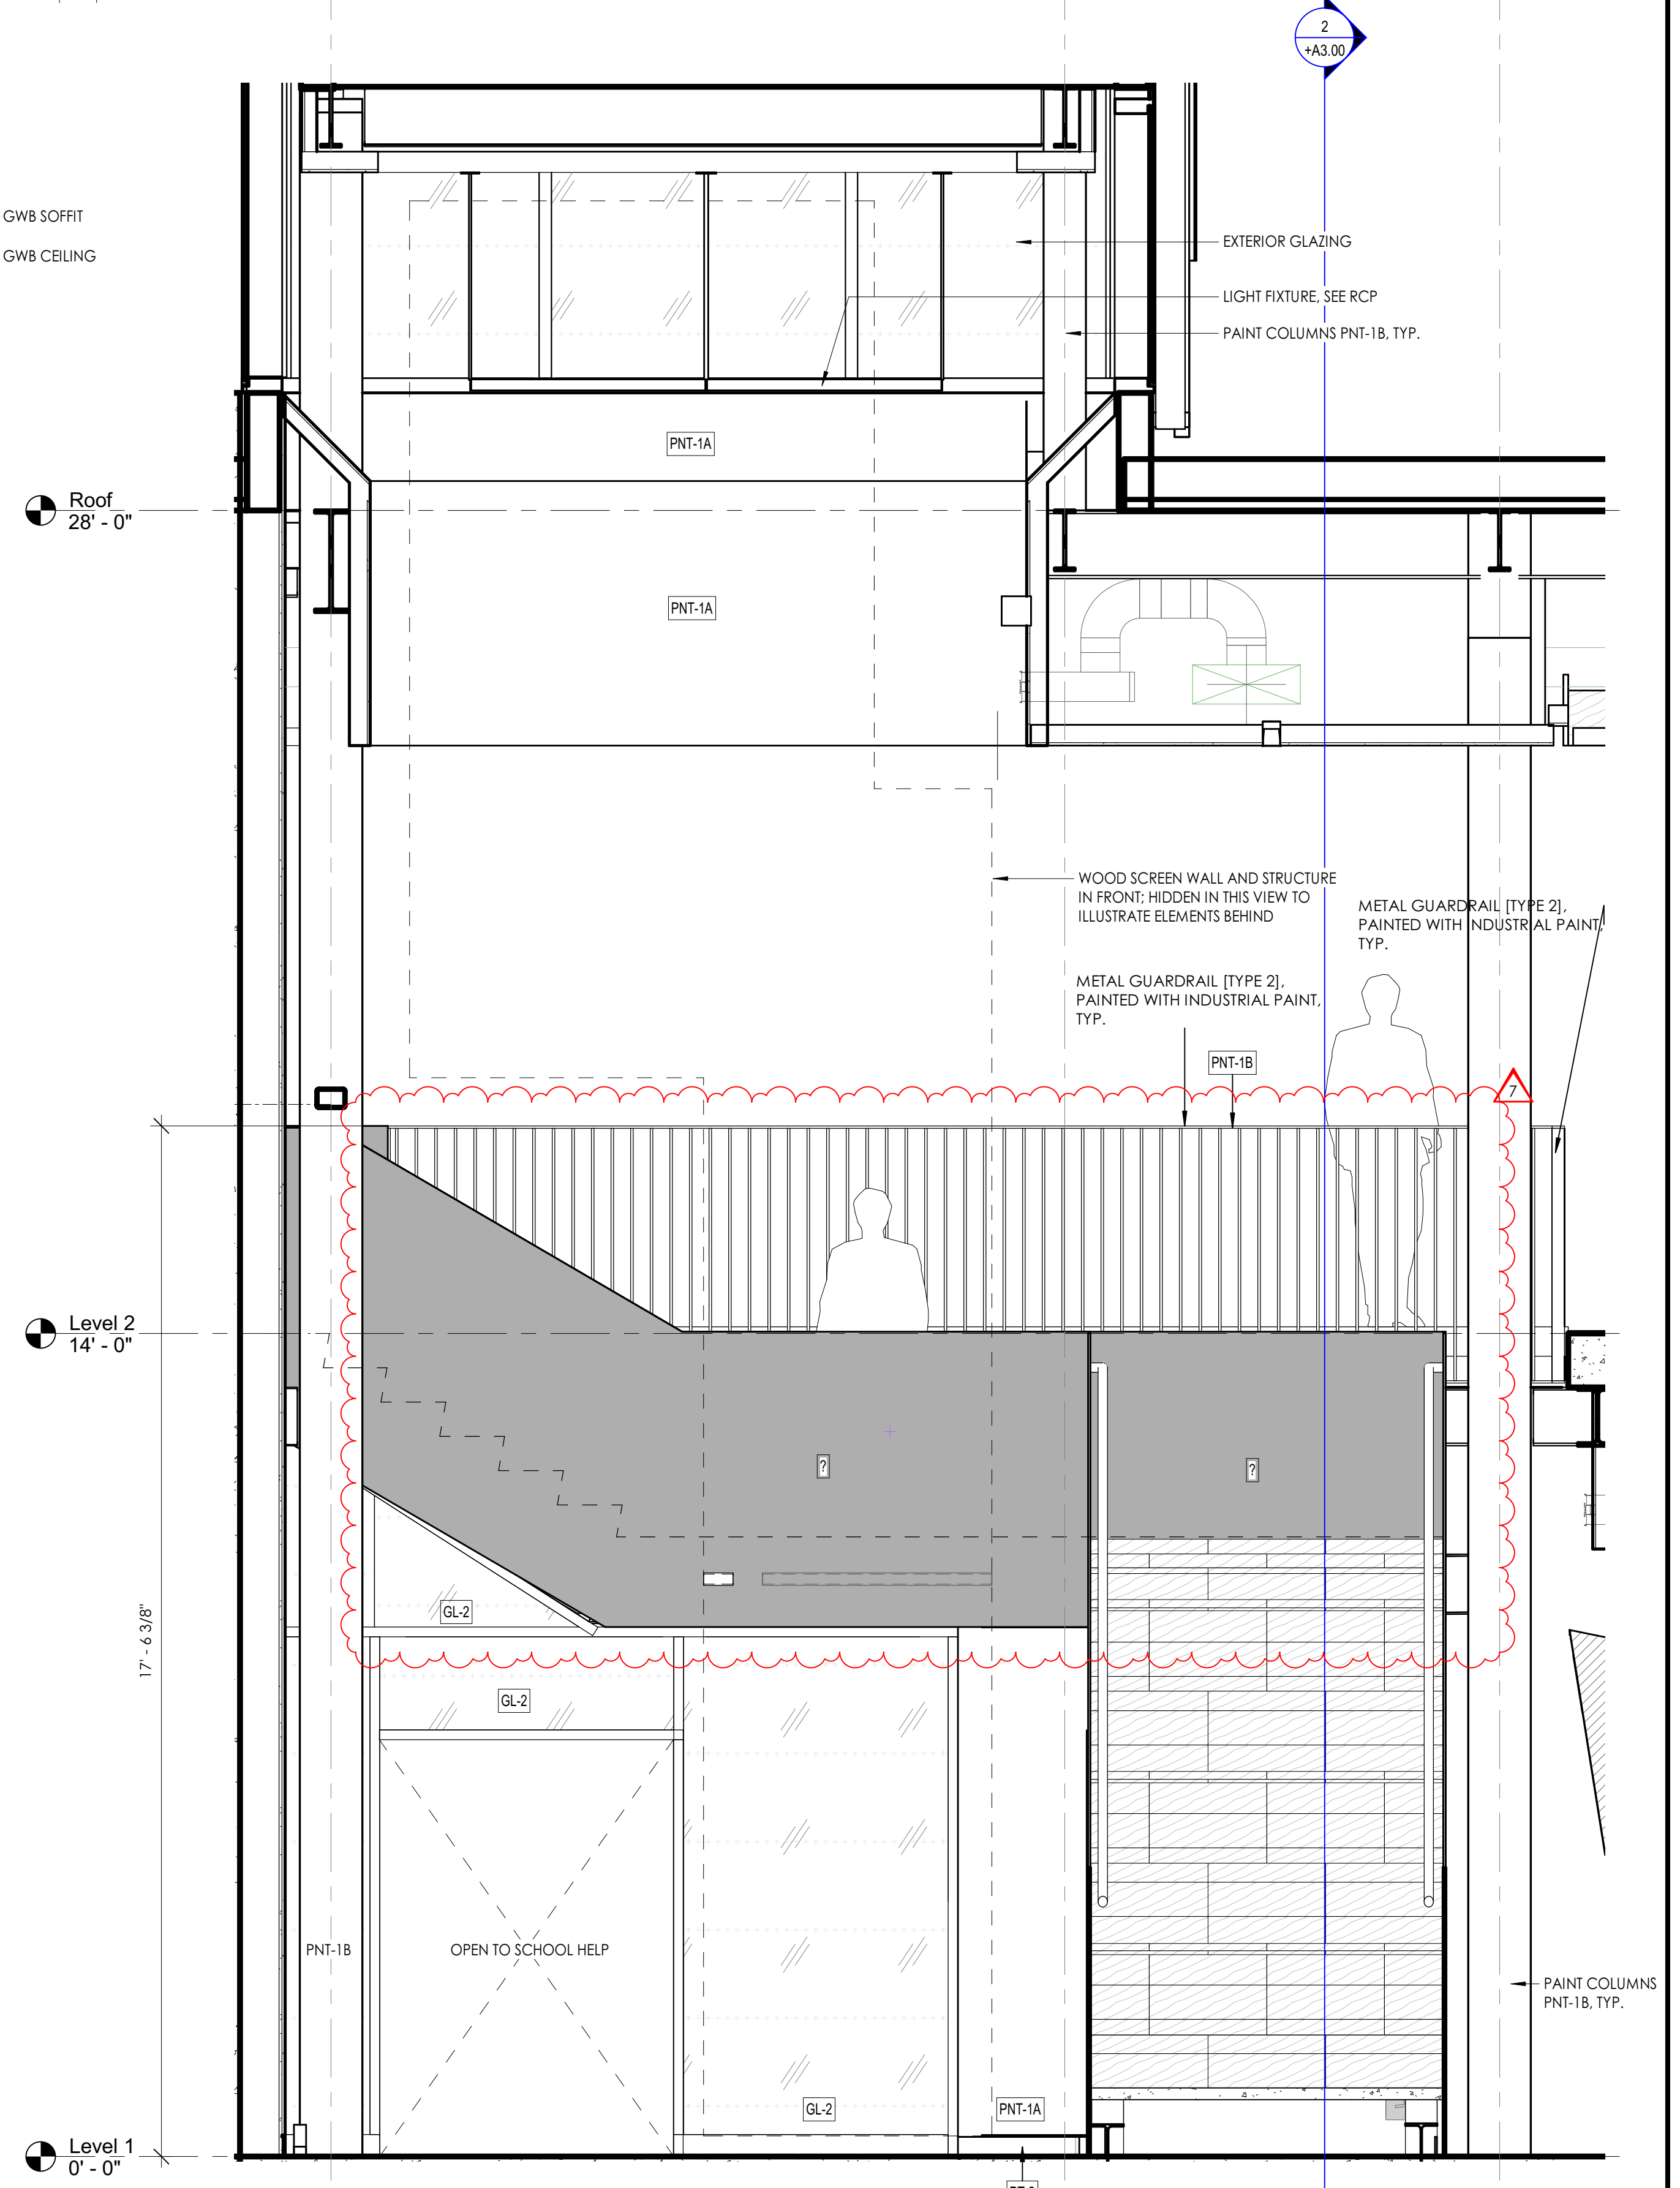 2
+A3.00
GWB SOFFIT
GWB CEILING
EXTERIOR GLAZING
LIGHT FIXTURE, SEE RCP
PAINT COLUMNS PNT-1B, TYP.
PNT-1A
Roof
28' - 0"
PNT-1A
WOOD SCREEN WALL AND STRUCTURE
IN FRONT; HIDDEN IN THIS VIEW TO
ILLUSTRATE ELEMENTS BEHIND
METAL GUARDRAIL [TYPE 2],
PAINTED WITH INDUSTRIAL PAINT,
TYP.
METAL GUARDRAIL [TYPE 2],
PAINTED WITH INDUSTRIAL PAINT,
TYP.
PNT-1B
7
Level 2
14' - 0"
?
?
17' - 6 3/8"
GL-2
GL-2
PNT-1B
OPEN TO SCHOOL HELP
PAINT COLUMNS
PNT-1B, TYP.
GL-2
PNT-1A
Level 1
0' - 0"